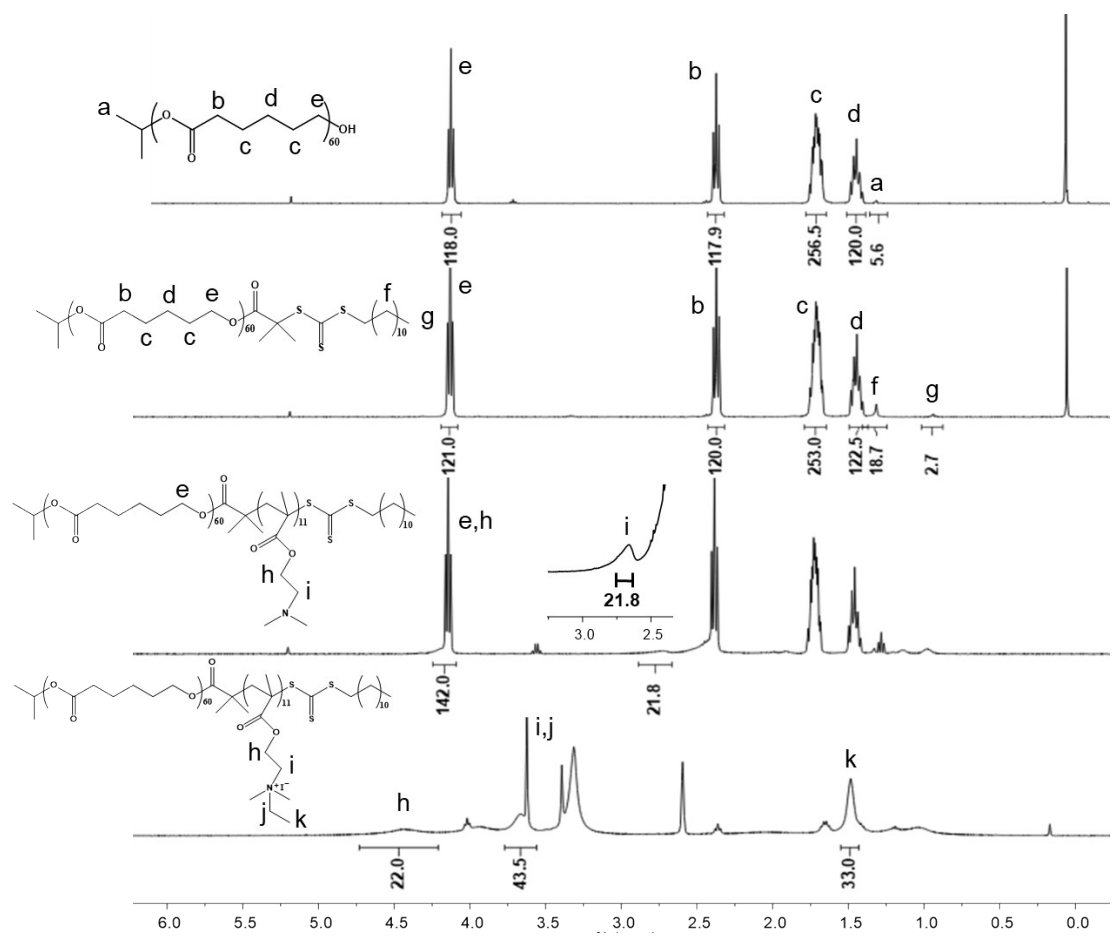 e
b
c
d
a
a
b
d
e
O
OH
60
O
c
c
118.0
117.9
256.5
120.0
5.6
e
b
c
d
f
g
b
d
e
O
S
S
f
g
O
60
10
O
c
c
O
S
121.0
120.0
253.0
122.5
18.7
2.7
e
O
S
S
O
60
11
10
O
O
S
O
h
i
N
e,h
i
21.8
3.0
2.5
142.0
21.8
O
S
S
O
60
11
10
O
O
S
O
h
i
N+I-
j
k
h
i,j
k
22.0
43.5
33.0
6.0 5.5 5.0 4.5 4.0 3.5 3.0 2.5 2.0 1.5 1.0 0.5 0.0